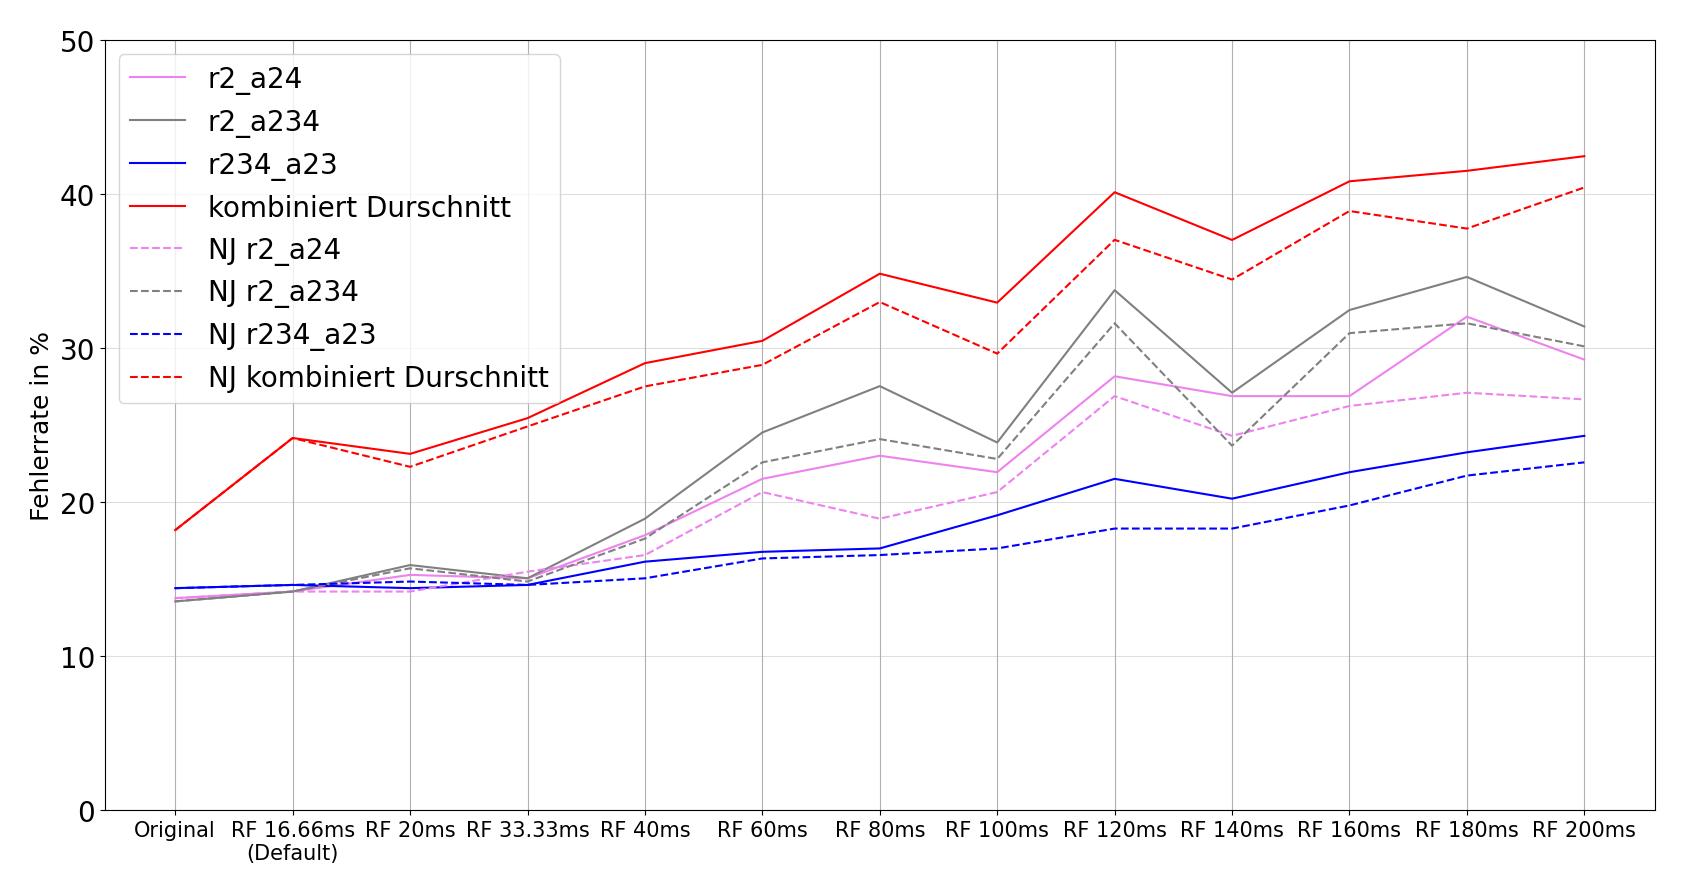 50
40
30
20
10
0
Fehlerrate in %
r2_a24
r2_a234
r234_a23
kombiniert Durschnitt
NJ r2_a24
NJ r2_a234
NJ r234_a23
NJ kombiniert Durschnitt
Original RF 16.66ms RF 20ms RF 33.33ms RF 40ms RF 60ms RF 80ms RF 100ms RF 120ms RF 140ms RF 160ms RF 180ms RF 200ms
(Default)